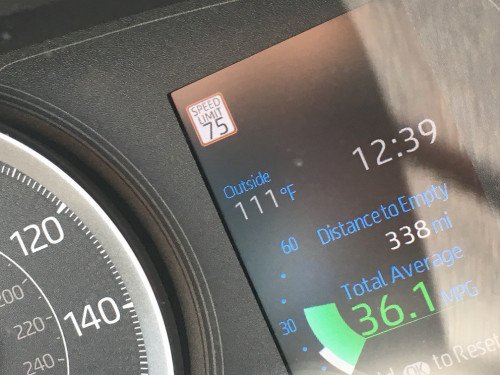 SPEED
LIMIT
75
12:39
Outside
111°F
Distance to Empty
338 mi
60
Total Average
36.1 MPG
30
OK to Reset
120
140
200
220
240